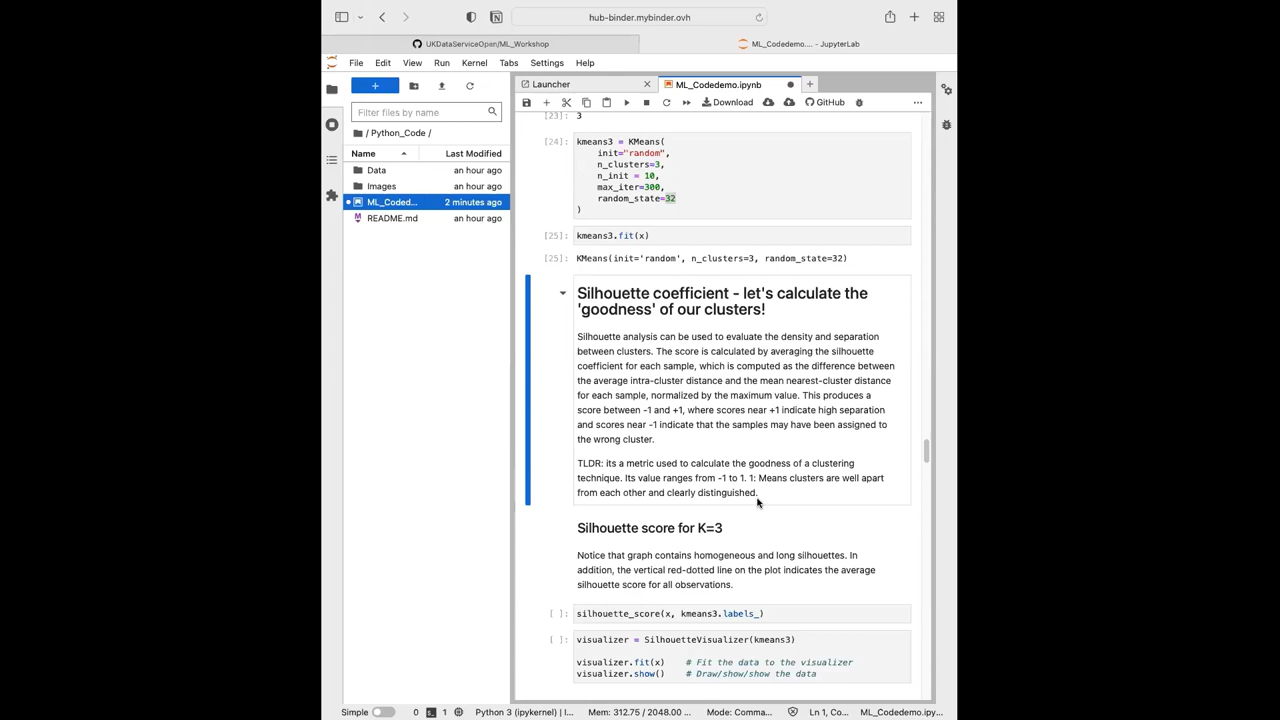 hub-binder.mybinder.ovh
UKDataServiceOpen/ML_Workshop
ML_Codedemo.... - JupyterLab
File Edit View Run Kernel Tabs Settings Help
Launcher
ML_Codedemo.ipynb
+
Filter files by name
Download
GitHub
/ Python_Code /
Name
Last Modified
Data an hour ago
Images an hour ago
ML_Coded... 2 minutes ago
README.md an hour ago
[23]: 3
[24]: kmeans3 = KMeans(
init="random",
n_clusters=3,
n_init = 10,
max_iter=300,
random_state=32
)
[25]: kmeans3.fit(x)
[25]: KMeans(init='random', n_clusters=3, random_state=32)
Silhouette coefficient - let's calculate the
'goodness' of our clusters!
Silhouette analysis can be used to evaluate the density and separation
between clusters. The score is calculated by averaging the silhouette
coefficient for each sample, which is computed as the difference between
the average intra-cluster distance and the mean nearest-cluster distance
for each sample, normalized by the maximum value. This produces a
score between -1 and +1, where scores near +1 indicate high separation
and scores near -1 indicate that the samples may have been assigned to
the wrong cluster.
TLDR: its a metric used to calculate the goodness of a clustering
technique. Its value ranges from -1 to 1. 1: Means clusters are well apart
from each other and clearly distinguished.
Silhouette score for K=3
Notice that graph contains homogeneous and long silhouettes. In
addition, the vertical red-dotted line on the plot indicates the average
silhouette score for all observations.
[ ]: silhouette_score(x, kmeans3.labels_)
[ ]: visualizer = SilhouetteVisualizer(kmeans3)
visualizer.fit(x) # Fit the data to the visualizer
visualizer.show() # Draw/show/show the data
Simple 0 1 Python 3 (ipykernel) | I... Mem: 312.75 / 2048.00 ... Mode: Comma... Ln 1, Co... ML_Codedemo.ipy...